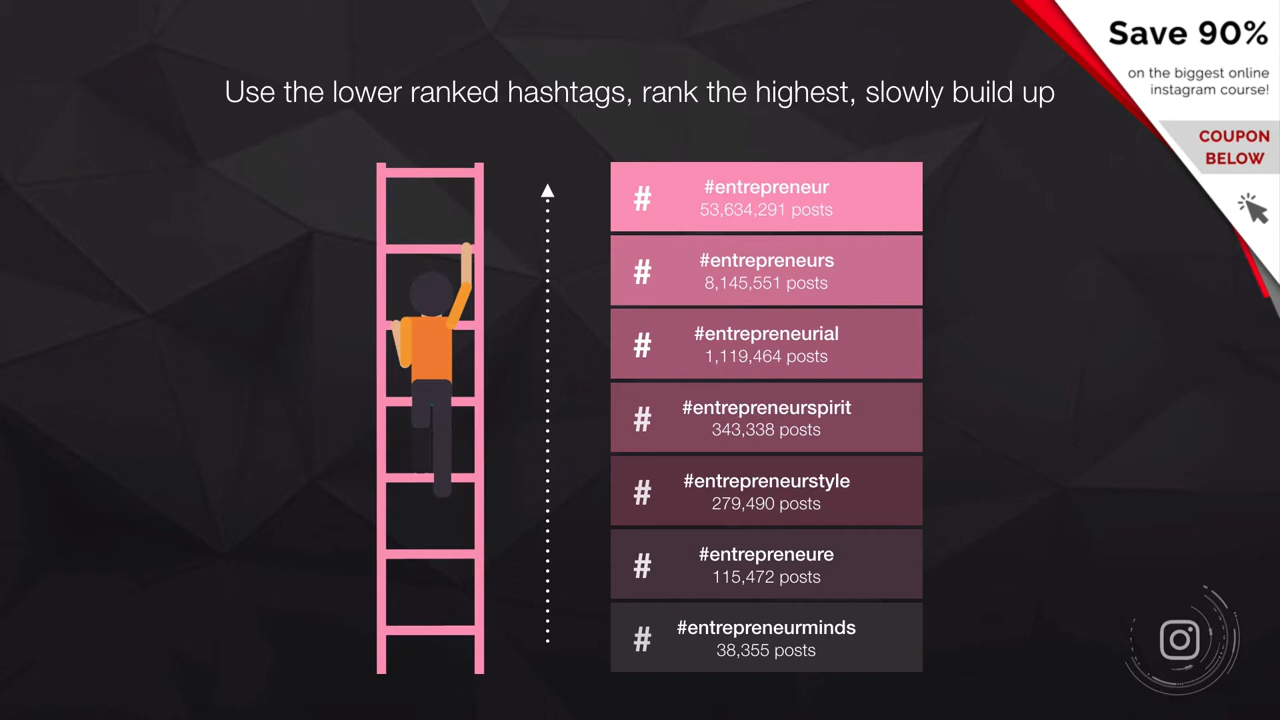 Use the lower ranked hashtags, rank the highest, slowly build up
Save 90%
on the biggest online
instagram course!
COUPON
BELOW
# #entrepreneur
53,634,291 posts
# #entrepreneurs
8,145,551 posts
# #entrepreneurial
1,119,464 posts
# #entrepreneurspirit
343,338 posts
# #entrepreneurstyle
279,490 posts
# #entrepreneure
115,472 posts
# #entrepreneurminds
38,355 posts